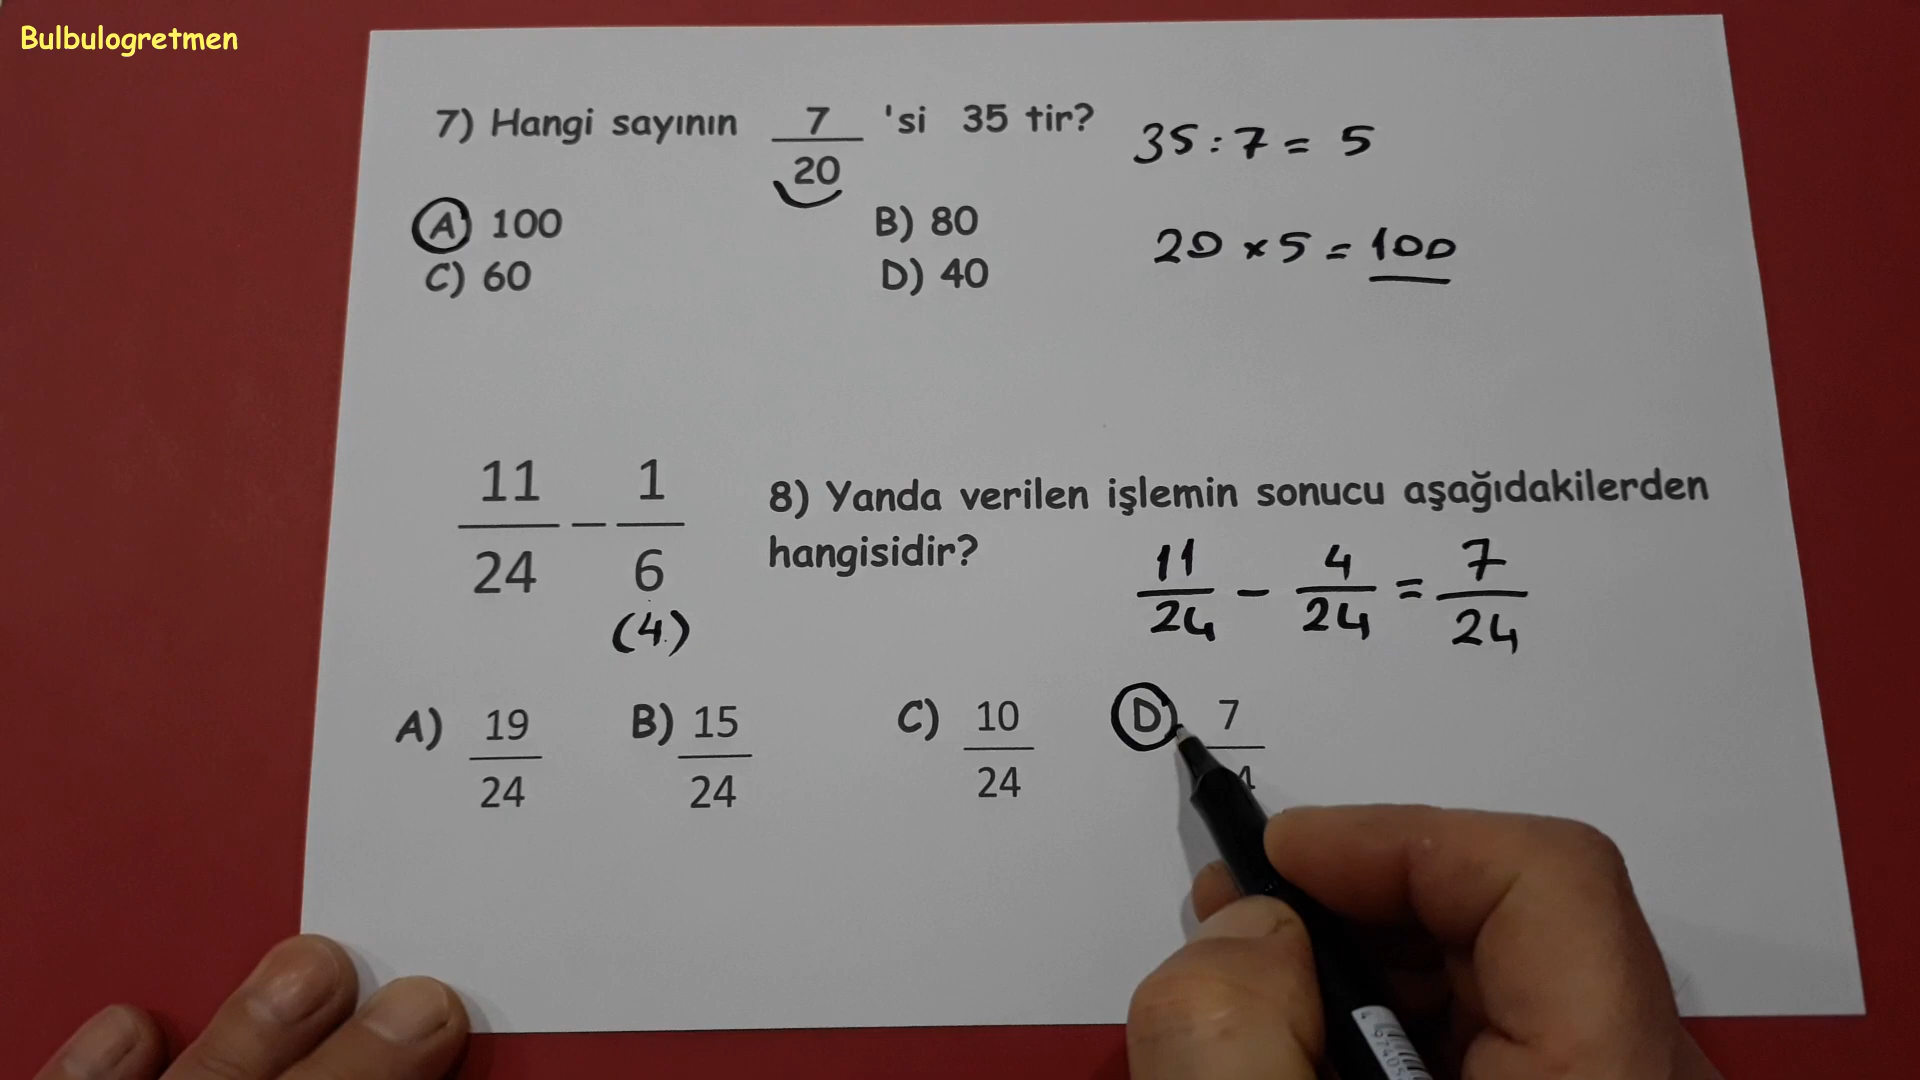 Bulbulogretmen
7) Hangi sayının 7/20 'si 35 tir?
35 : 7 = 5
A) 100
B) 80
20 × 5 = 100
C) 60
D) 40
11/24 − 1/6
(4)
8) Yanda verilen işlemin sonucu aşağıdakilerden
hangisidir?
11/24 − 4/24 = 7/24
A) 19/24
B) 15/24
C) 10/24
D) 7/